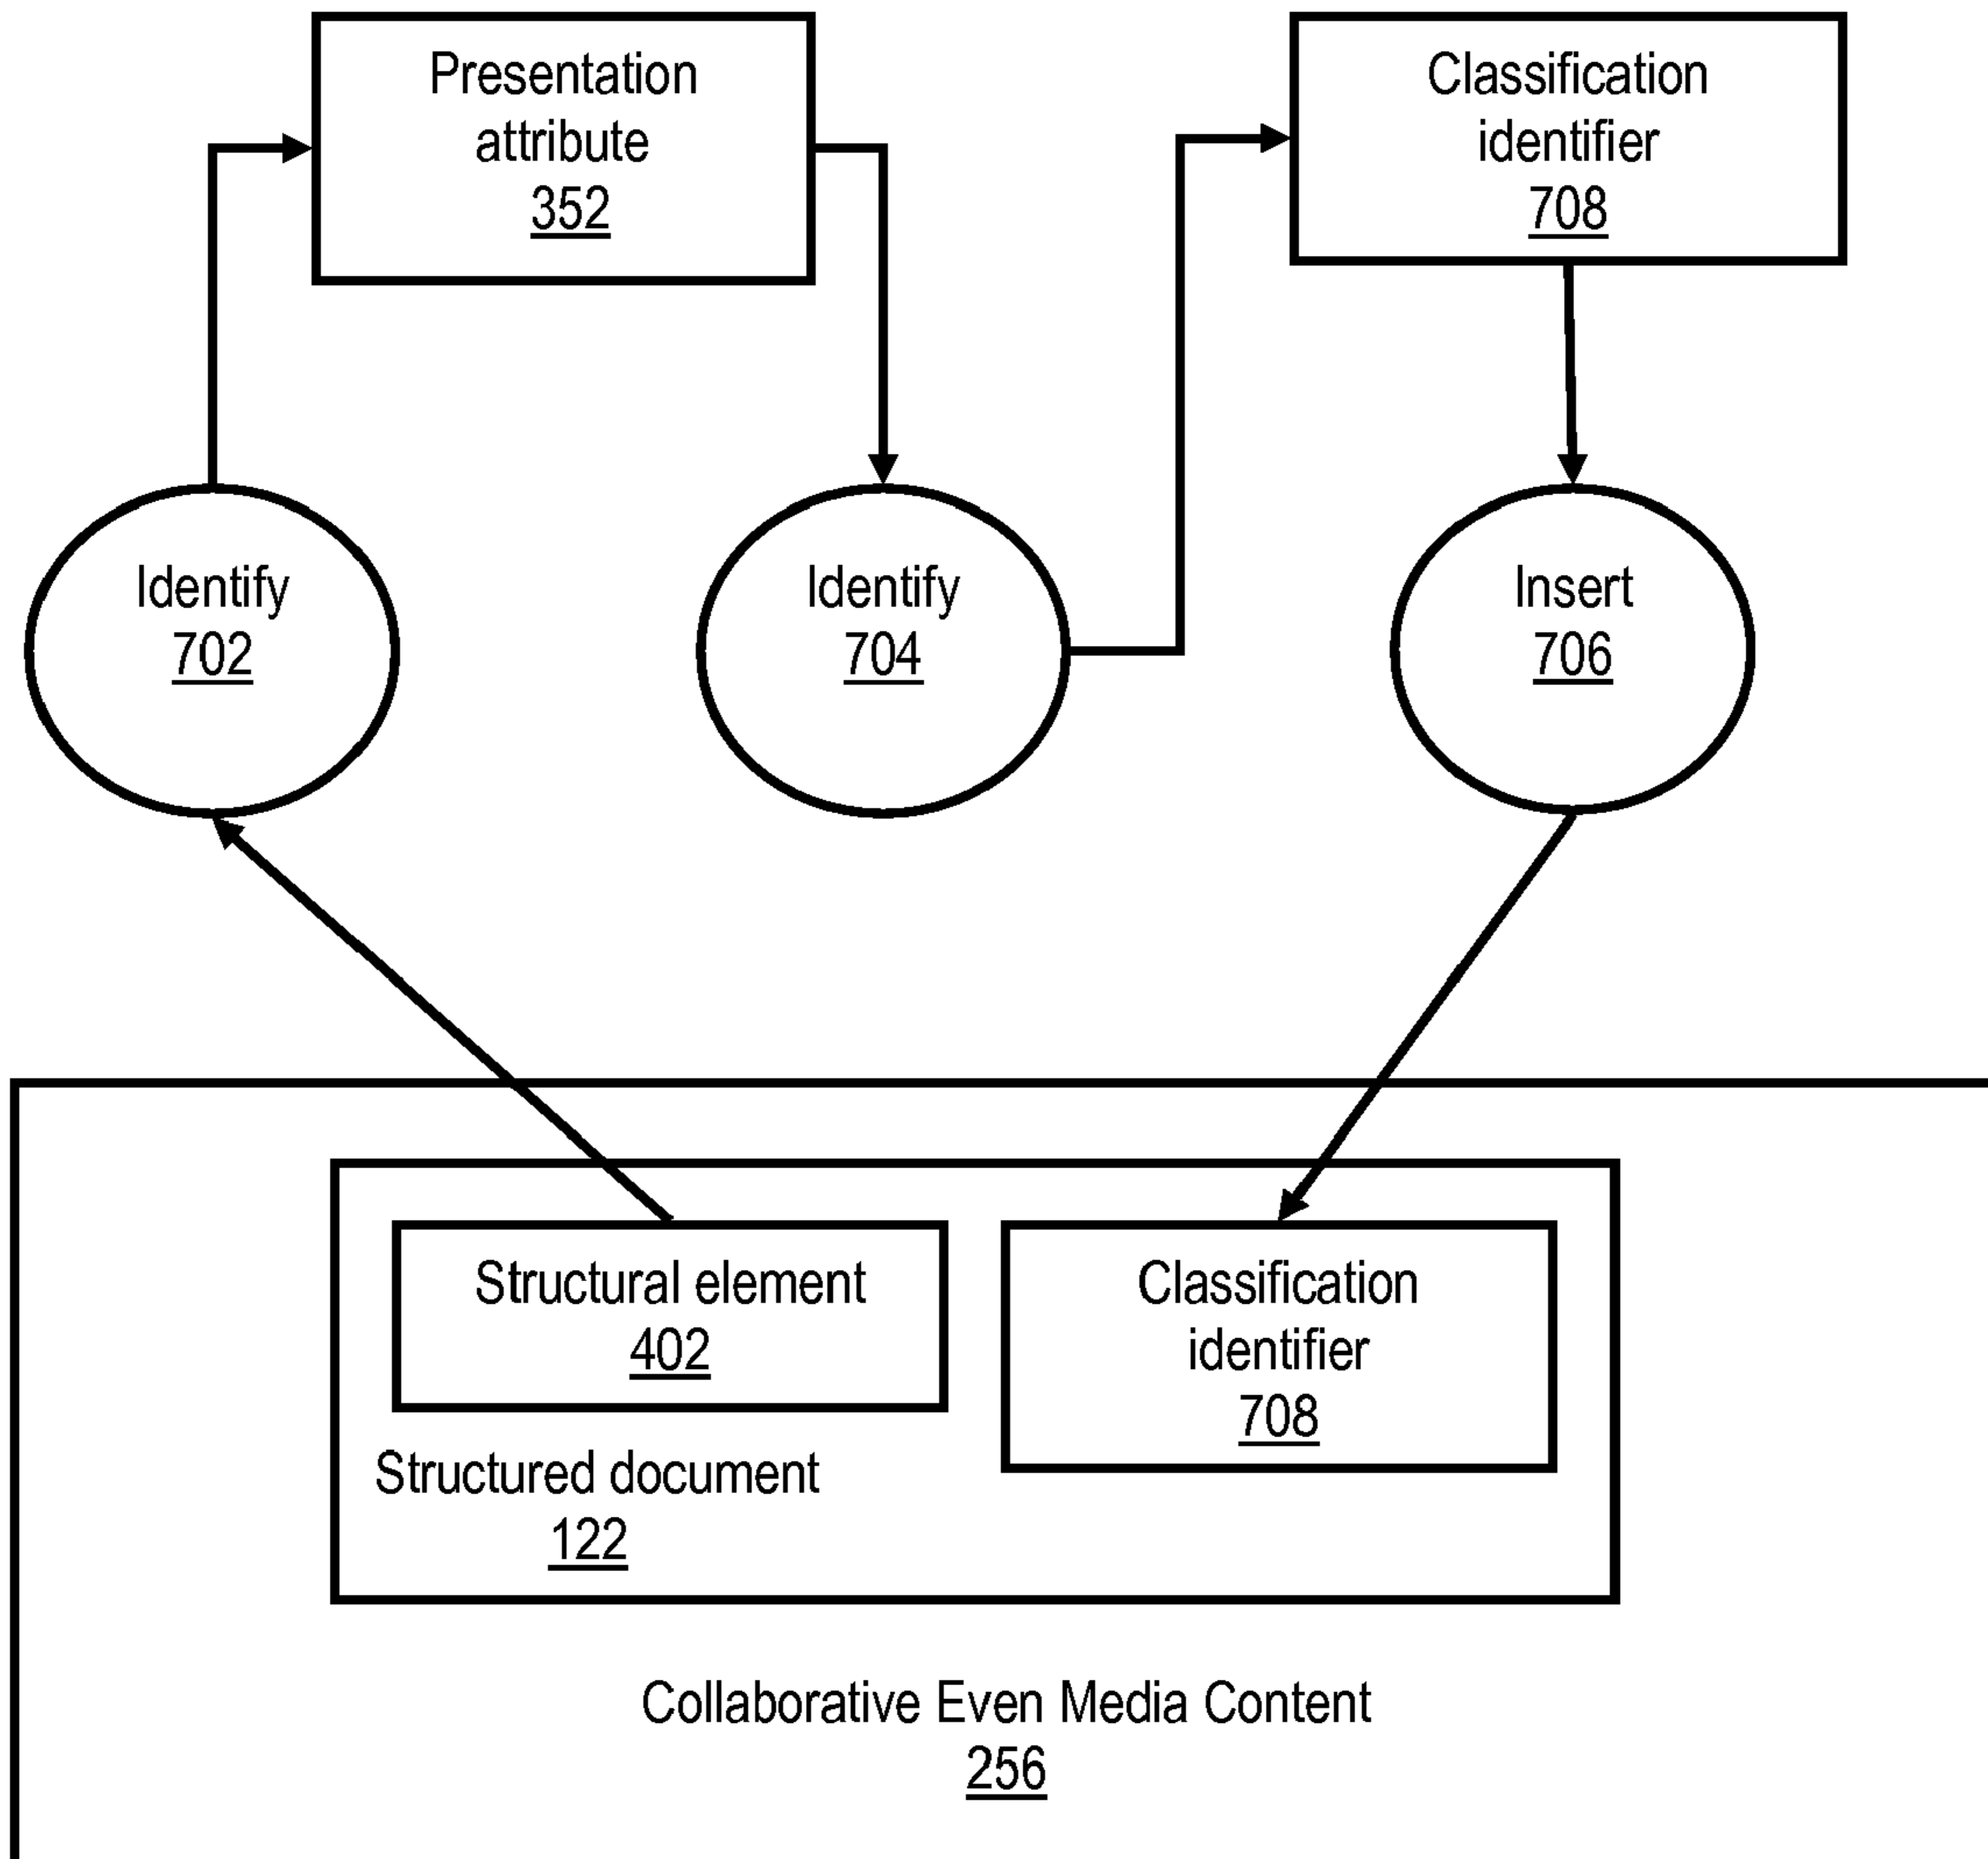 Presentation
attribute
352
Classification
identifier
708
Identify
702
Identify
704
Insert
706
Structural element
402
Classification
identifier
708
Structured document
122
Collaborative Even Media Content
256